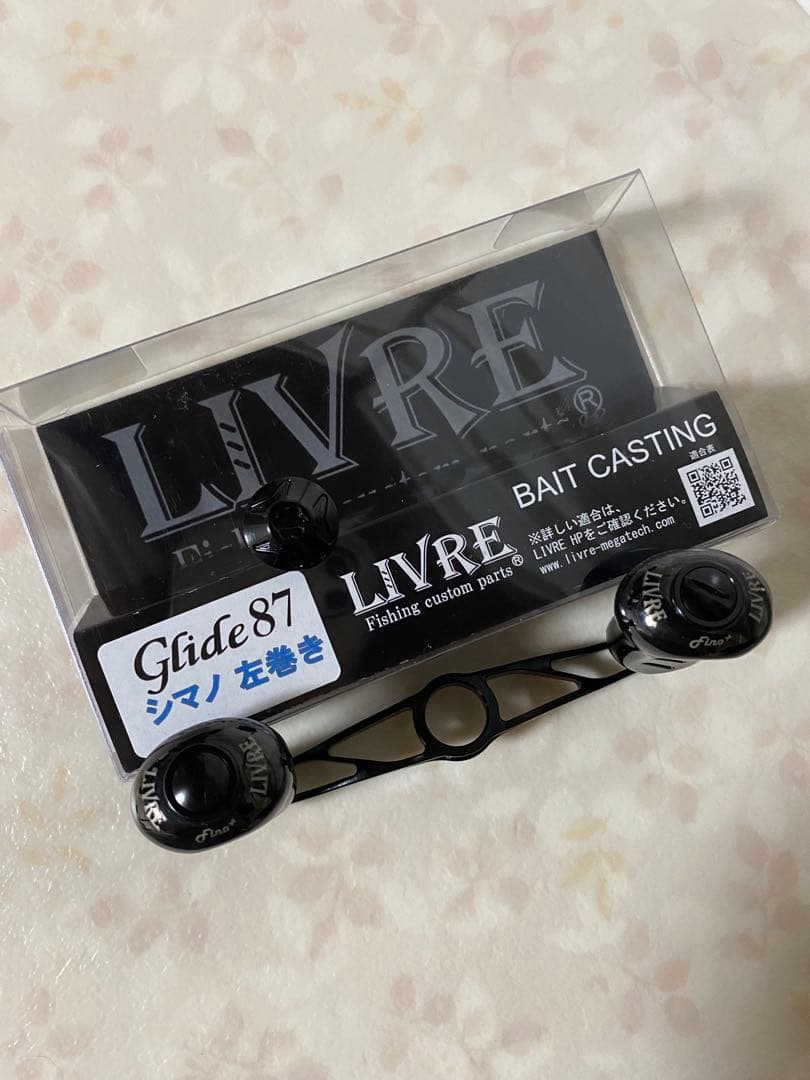 LIVRE®
BAIT CASTING
適合表
LIVRE®
Fishing custom parts
※詳しい適合は、
LIVRE HPをご確認ください。
www.livre-megatech.com
Glide87
シマノ 左巻き
LIVRE
Fino+
LIVRE
Fino+